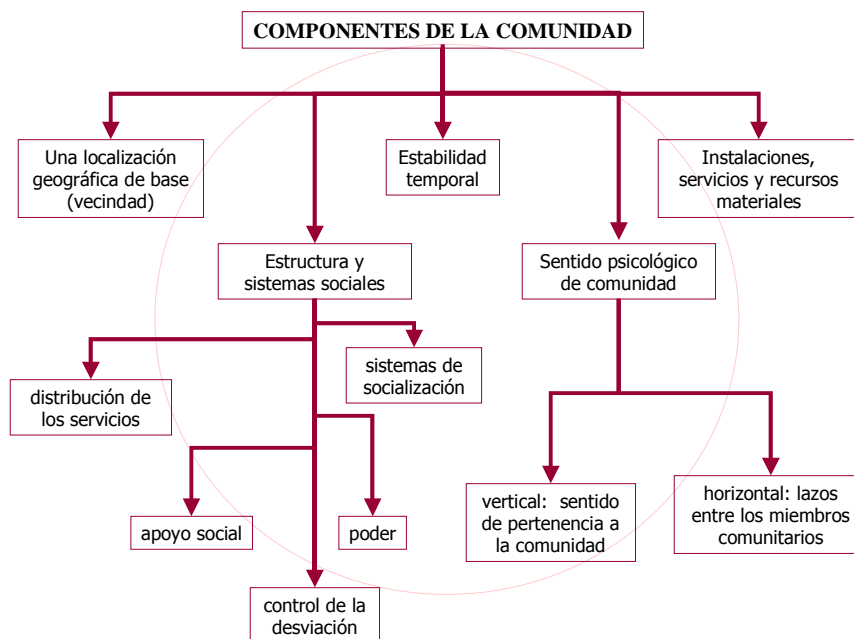 COMPONENTES DE LA COMUNIDAD
Una localización
geográfica de base
(vecindad)
Estabilidad
temporal
Instalaciones,
servicios y recursos
materiales
Estructura y
sistemas sociales
Sentido psicológico
de comunidad
sistemas de
socialización
distribución de
los servicios
apoyo social
poder
control de la
desviación
vertical: sentido
de pertenencia a
la comunidad
horizontal: lazos
entre los miembros
comunitarios